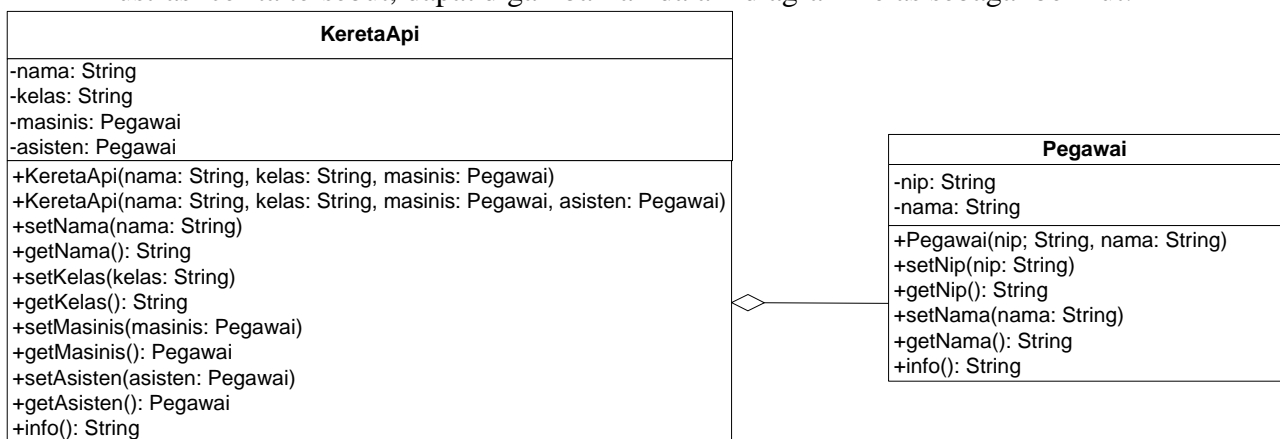 KeretaApi
-nama: String
-kelas: String
-masinis: Pegawai
-asisten: Pegawai
+KeretaApi(nama: String, kelas: String, masinis: Pegawai)
+KeretaApi(nama: String, kelas: String, masinis: Pegawai, asisten: Pegawai)
+setNama(nama: String)
+getNama(): String
+setKelas(kelas: String)
+getKelas(): String
+setMasinis(masinis: Pegawai)
+getMasinis(): Pegawai
+setAsisten(asisten: Pegawai)
+getAsisten(): Pegawai
+info(): String
Pegawai
-nip: String
-nama: String
+Pegawai(nip; String, nama: String)
+setNip(nip: String)
+getNip(): String
+setNama(nama: String)
+getNama(): String
+info(): String